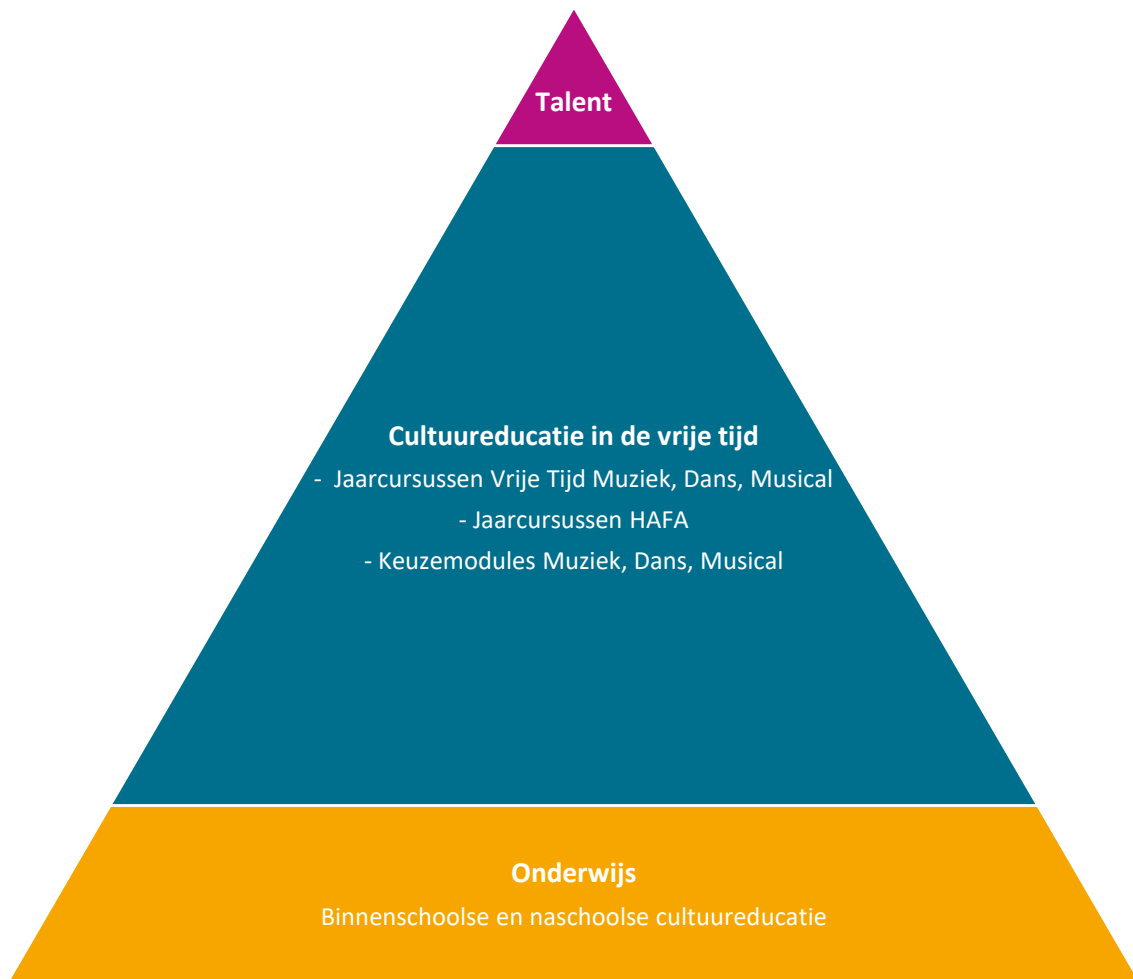 Talent
Cultuureducatie in de vrije tijd
- Jaarcursussen Vrije Tijd Muziek, Dans, Musical
- Jaarcursussen HAFA
- Keuzemodules Muziek, Dans, Musical
Onderwijs
Binnenschoolse en naschoolse cultuureducatie